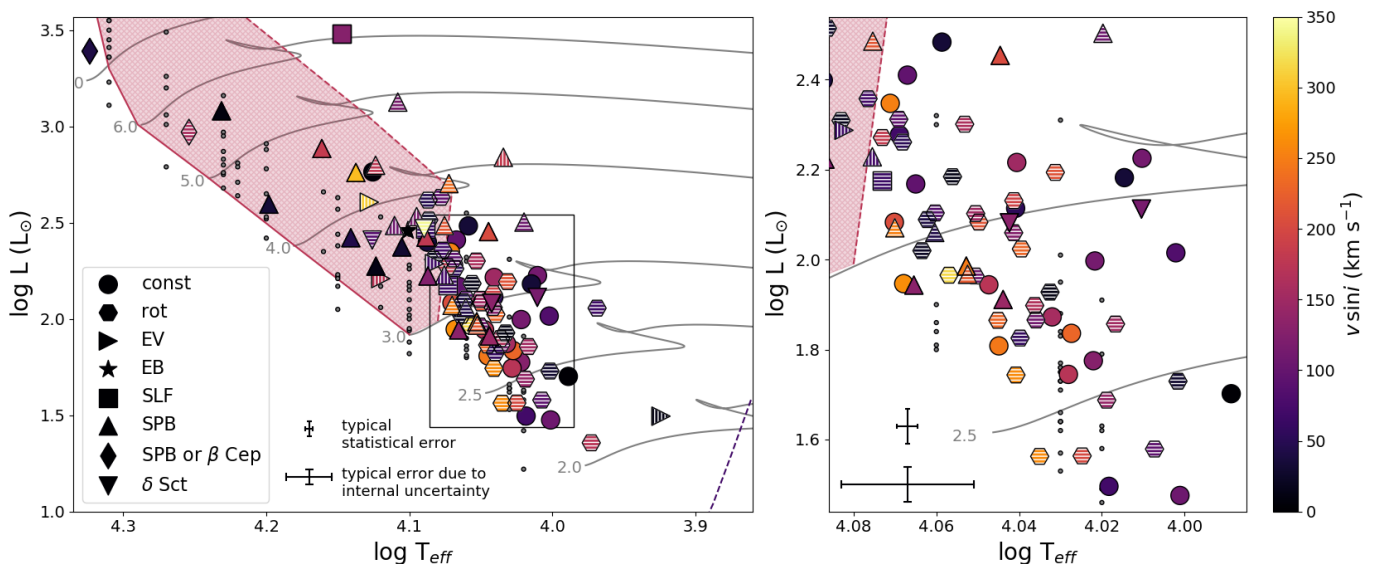 log L (L⊙)
3.5
3.0
2.5
2.0
1.5
1.0
0
6.0
5.0
4.0
3.0
2.5
2.0
const
rot
EV
EB
SLF
SPB
SPB or β Cep
δ Sct
typical
statistical error
typical error due to
internal uncertainty
4.3
4.2
4.1
4.0
3.9
log T_eff
log L (L⊙)
2.4
2.2
2.0
1.8
1.6
2.5
4.08
4.06
4.04
4.02
4.00
log T_eff
350
300
250
200
150
100
50
0
v sini (km s⁻¹)